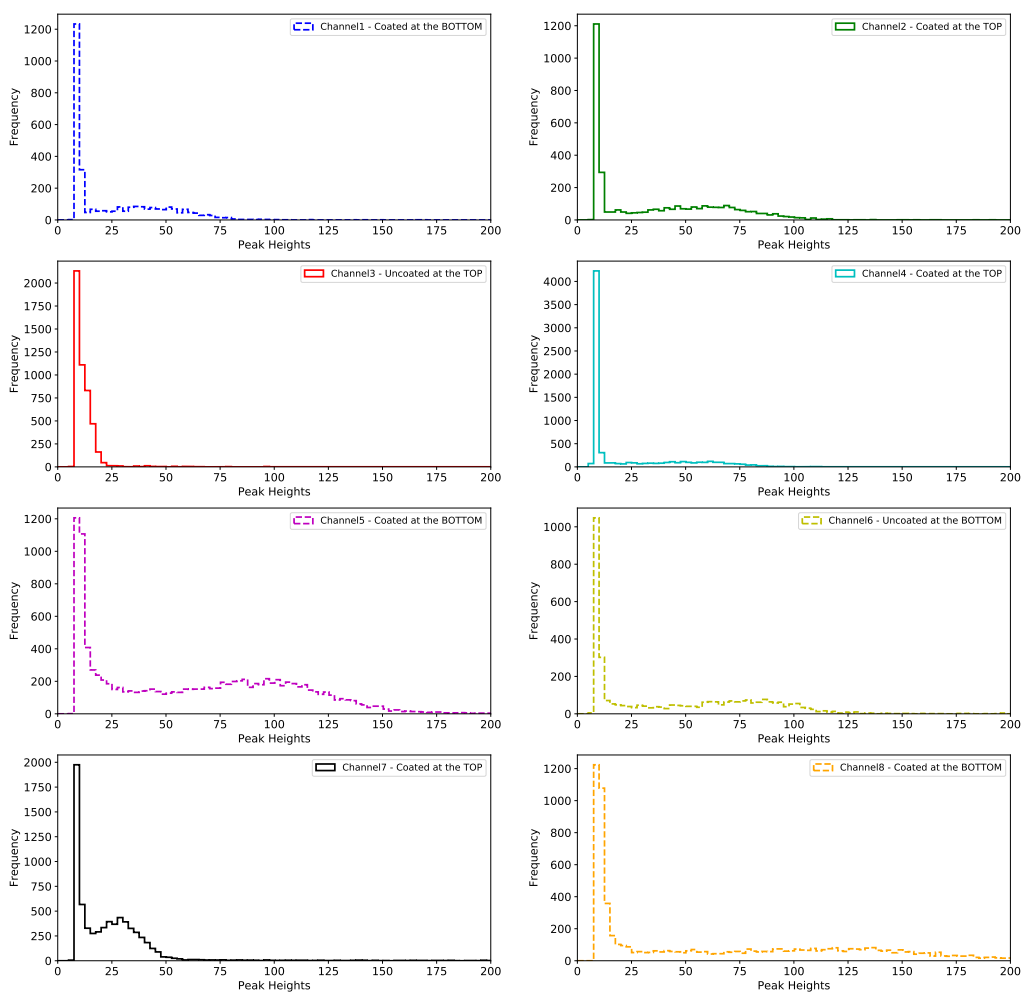 Channel1 - Coated at the BOTTOM
Frequency
1200
1000
800
600
400
200
0
0 25 50 75 100 125 150 175 200
Peak Heights
Channel2 - Coated at the TOP
Frequency
1200
1000
800
600
400
200
0
0 25 50 75 100 125 150 175 200
Peak Heights
Channel3 - Uncoated at the TOP
Frequency
2000
1750
1500
1250
1000
750
500
250
0
0 25 50 75 100 125 150 175 200
Peak Heights
Channel4 - Coated at the TOP
Frequency
4000
3500
3000
2500
2000
1500
1000
500
0
0 25 50 75 100 125 150 175 200
Peak Heights
Channel5 - Coated at the BOTTOM
Frequency
1200
1000
800
600
400
200
0
0 25 50 75 100 125 150 175 200
Peak Heights
Channel6 - Uncoated at the BOTTOM
Frequency
1000
800
600
400
200
0
0 25 50 75 100 125 150 175 200
Peak Heights
Channel7 - Coated at the TOP
Frequency
2000
1750
1500
1250
1000
750
500
250
0
0 25 50 75 100 125 150 175 200
Peak Heights
Channel8 - Coated at the BOTTOM
Frequency
1200
1000
800
600
400
200
0
0 25 50 75 100 125 150 175 200
Peak Heights